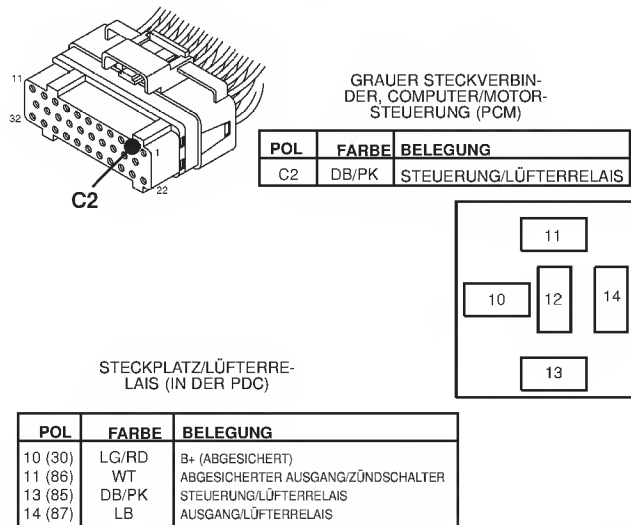 GRAUER STECKVERBIN-
DER, COMPUTER/MOTOR-
STEUERUNG (PCM)
11
32
1
22
C2
POL FARBE BELEGUNG
C2 DB/PK STEUERUNG/LÜFTERRELAIS
11
10 12 14
13
STECKPLATZ/LÜFTERRE-
LAIS (IN DER PDC)
POL FARBE BELEGUNG
10 (30) LG/RD B+ (ABGESICHERT)
11 (86) WT ABGESICHERTER AUSGANG/ZÜNDSCHALTER
13 (85) DB/PK STEUERUNG/LÜFTERRELAIS
14 (87) LB AUSGANG/LÜFTERRELAIS